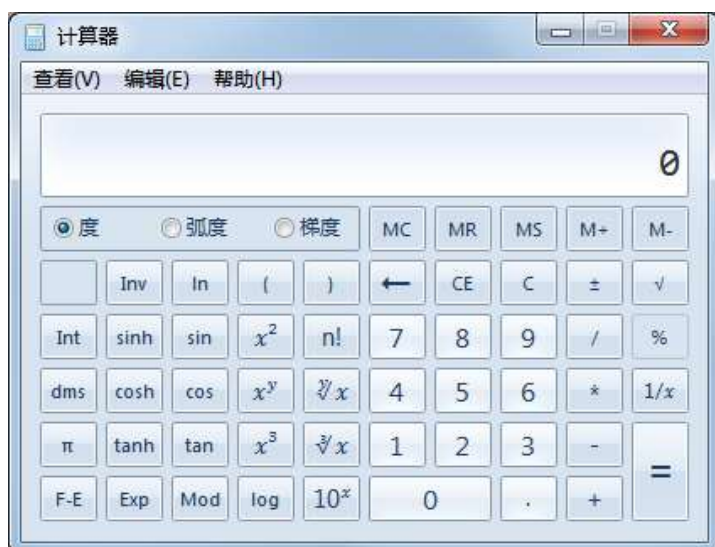 计算器
查看(V) 编辑(E) 帮助(H)
0
度 弧度 梯度 MC MR MS M+ M-
Inv In ( ) ← CE C ± √
Int sinh sin x² n! 7 8 9 / %
dms cosh cos xʸ ʸ√x 4 5 6 * 1/x
π tanh tan x³ ³√x 1 2 3 - =
F-E Exp Mod log 10ˣ 0 . +